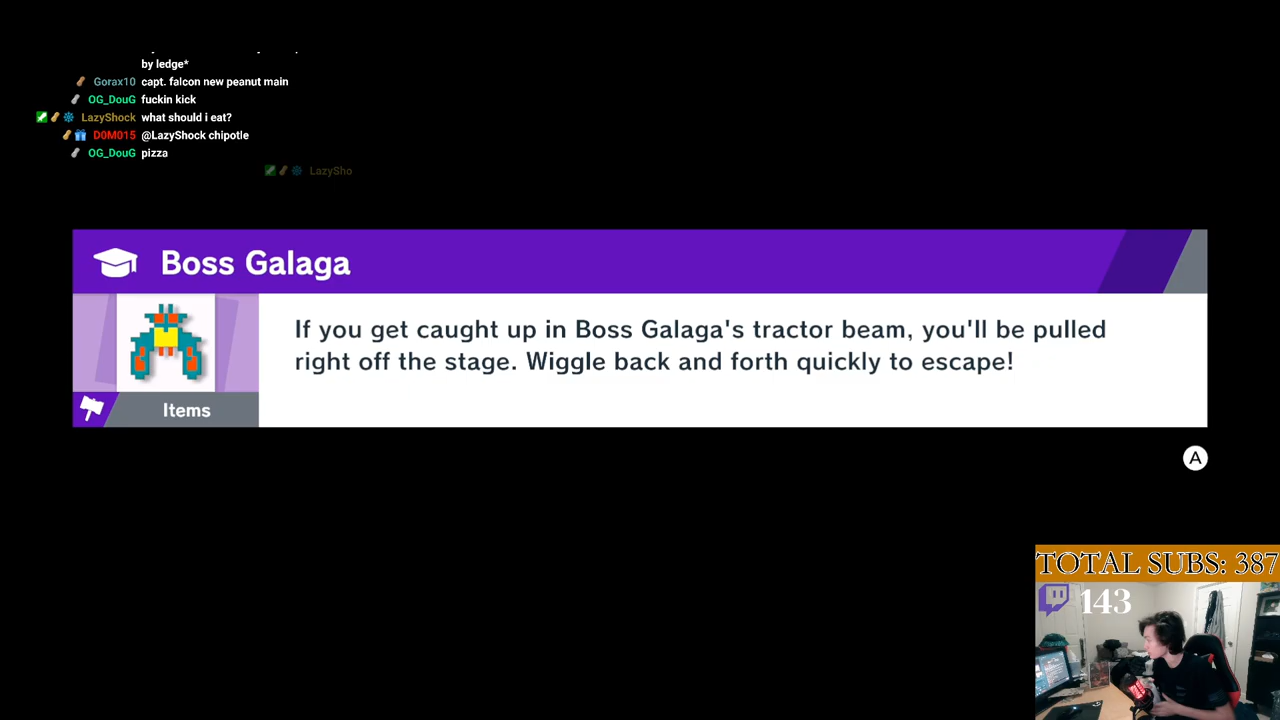 by ledge*
Gorax10 capt. falcon new peanut main
OG_DouG fuckin kick
LazyShock what should i eat?
D0M015 @LazyShock chipotle
OG_DouG pizza
LazySho
Boss Galaga
If you get caught up in Boss Galaga's tractor beam, you'll be pulled
right off the stage. Wiggle back and forth quickly to escape!
Items
A
TOTAL SUBS: 387
143